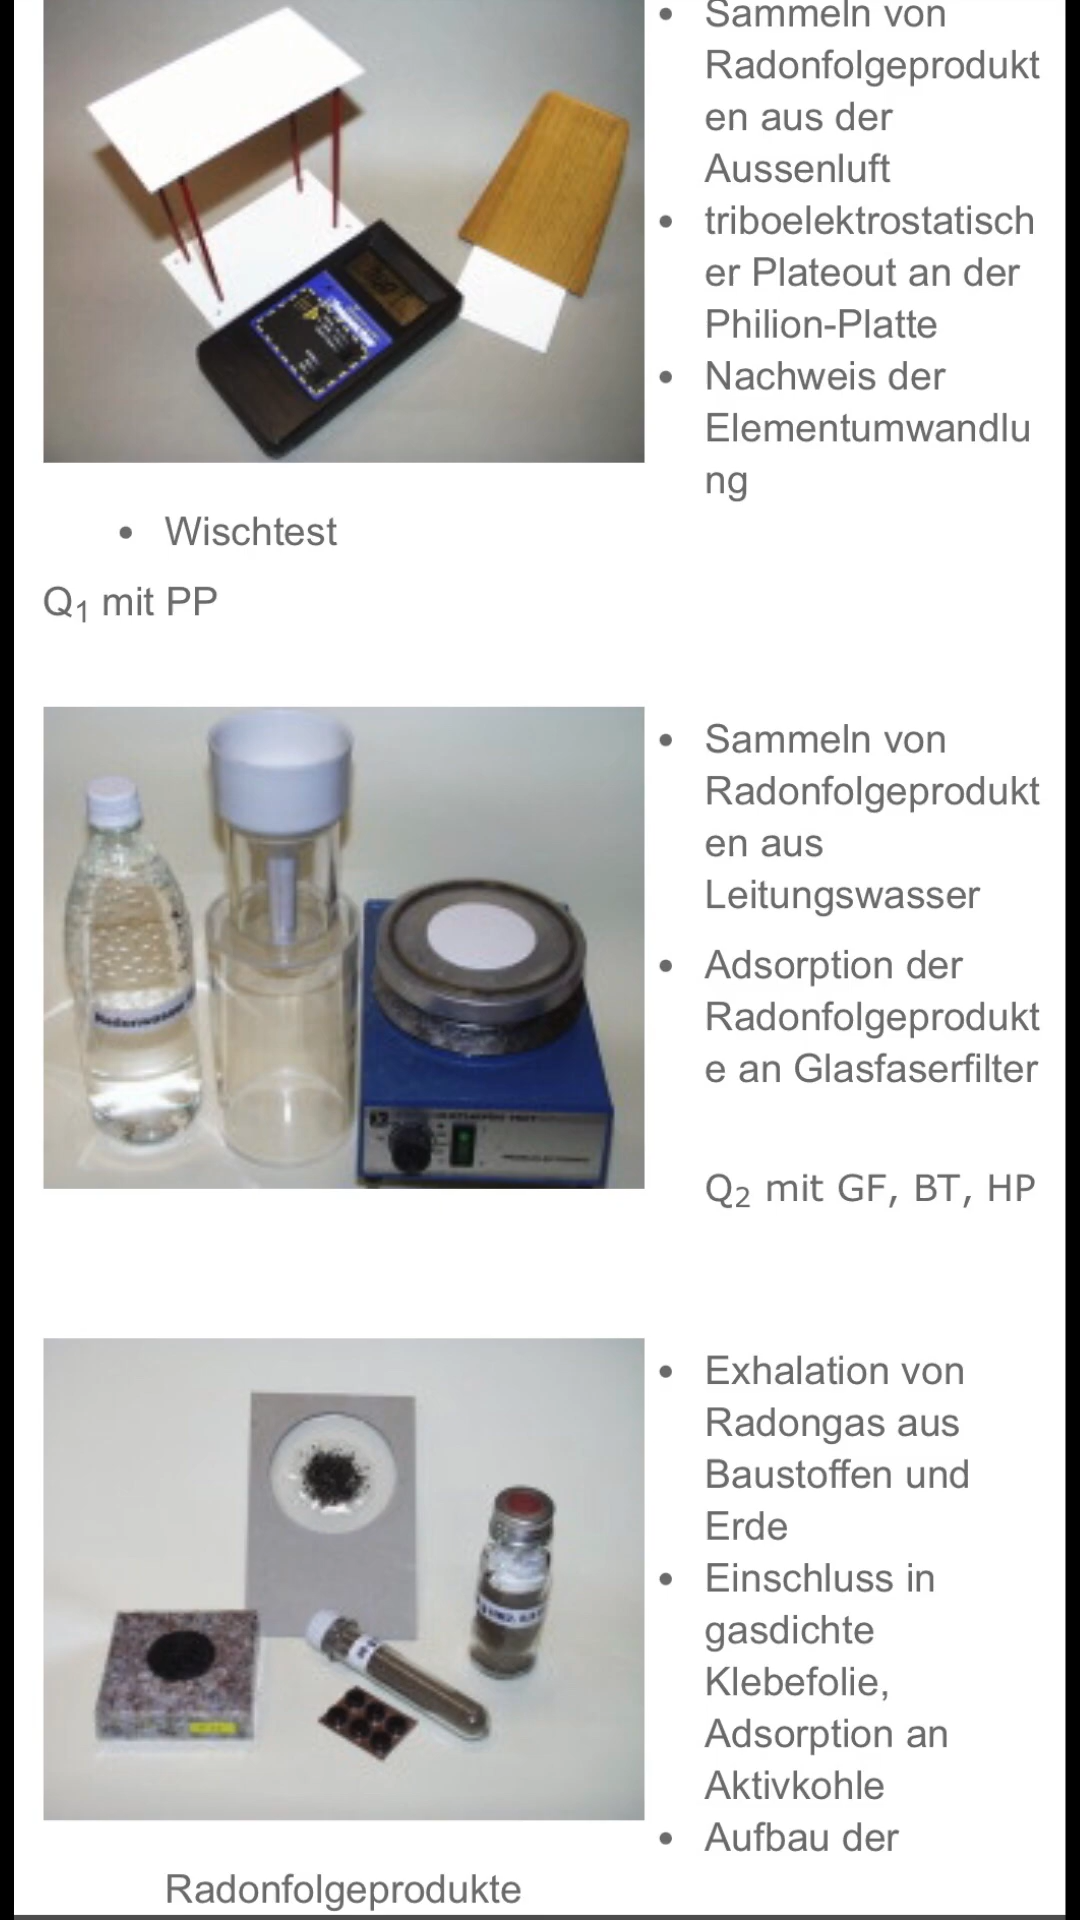 Sammeln von
Radonfolgeprodukt
en aus der
Aussenluft
triboelektrostatisch
er Plateout an der
Philion-Platte
Nachweis der
Elementumwandlu
ng
Wischtest
Q₁ mit PP
Sammeln von
Radonfolgeprodukt
en aus
Leitungswasser
Adsorption der
Radonfolgeprodukt
e an Glasfaserfilter
Q₂ mit GF, BT, HP
Exhalation von
Radongas aus
Baustoffen und
Erde
Einschluss in
gasdichte
Klebefolie,
Adsorption an
Aktivkohle
Aufbau der
Radonfolgeprodukte